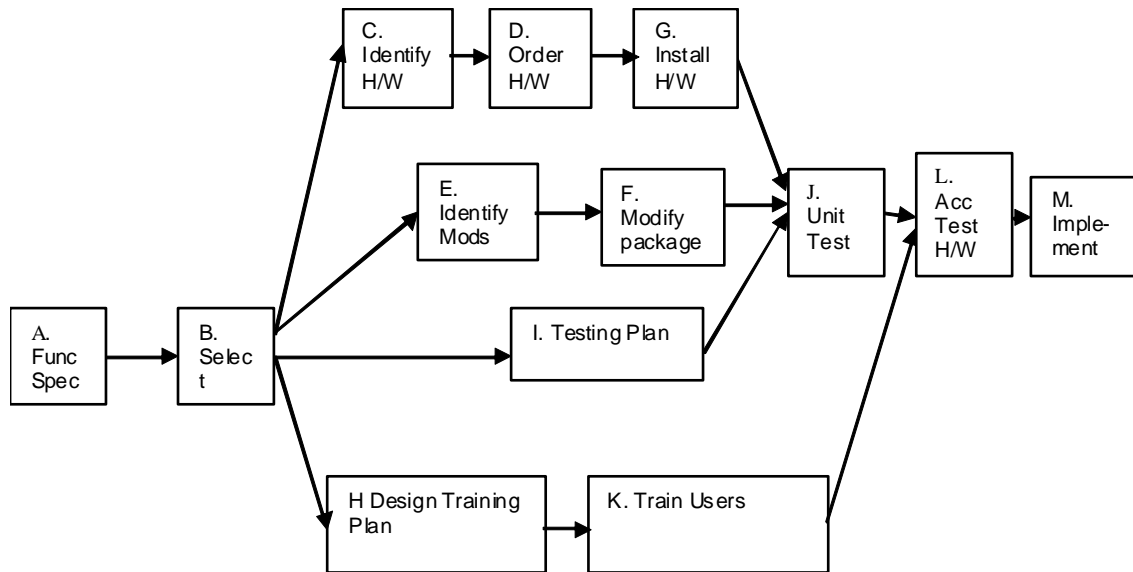 C.
Identify
H/W
D.
Order
H/W
G.
Install
H/W
E.
Identify
Mods
F.
Modify
package
J.
Unit
Test
L.
Acc
Test
H/W
M.
Imple-
ment
A.
Func
Spec
B.
Selec
t
I. Testing Plan
H Design Training
Plan
K. Train Users